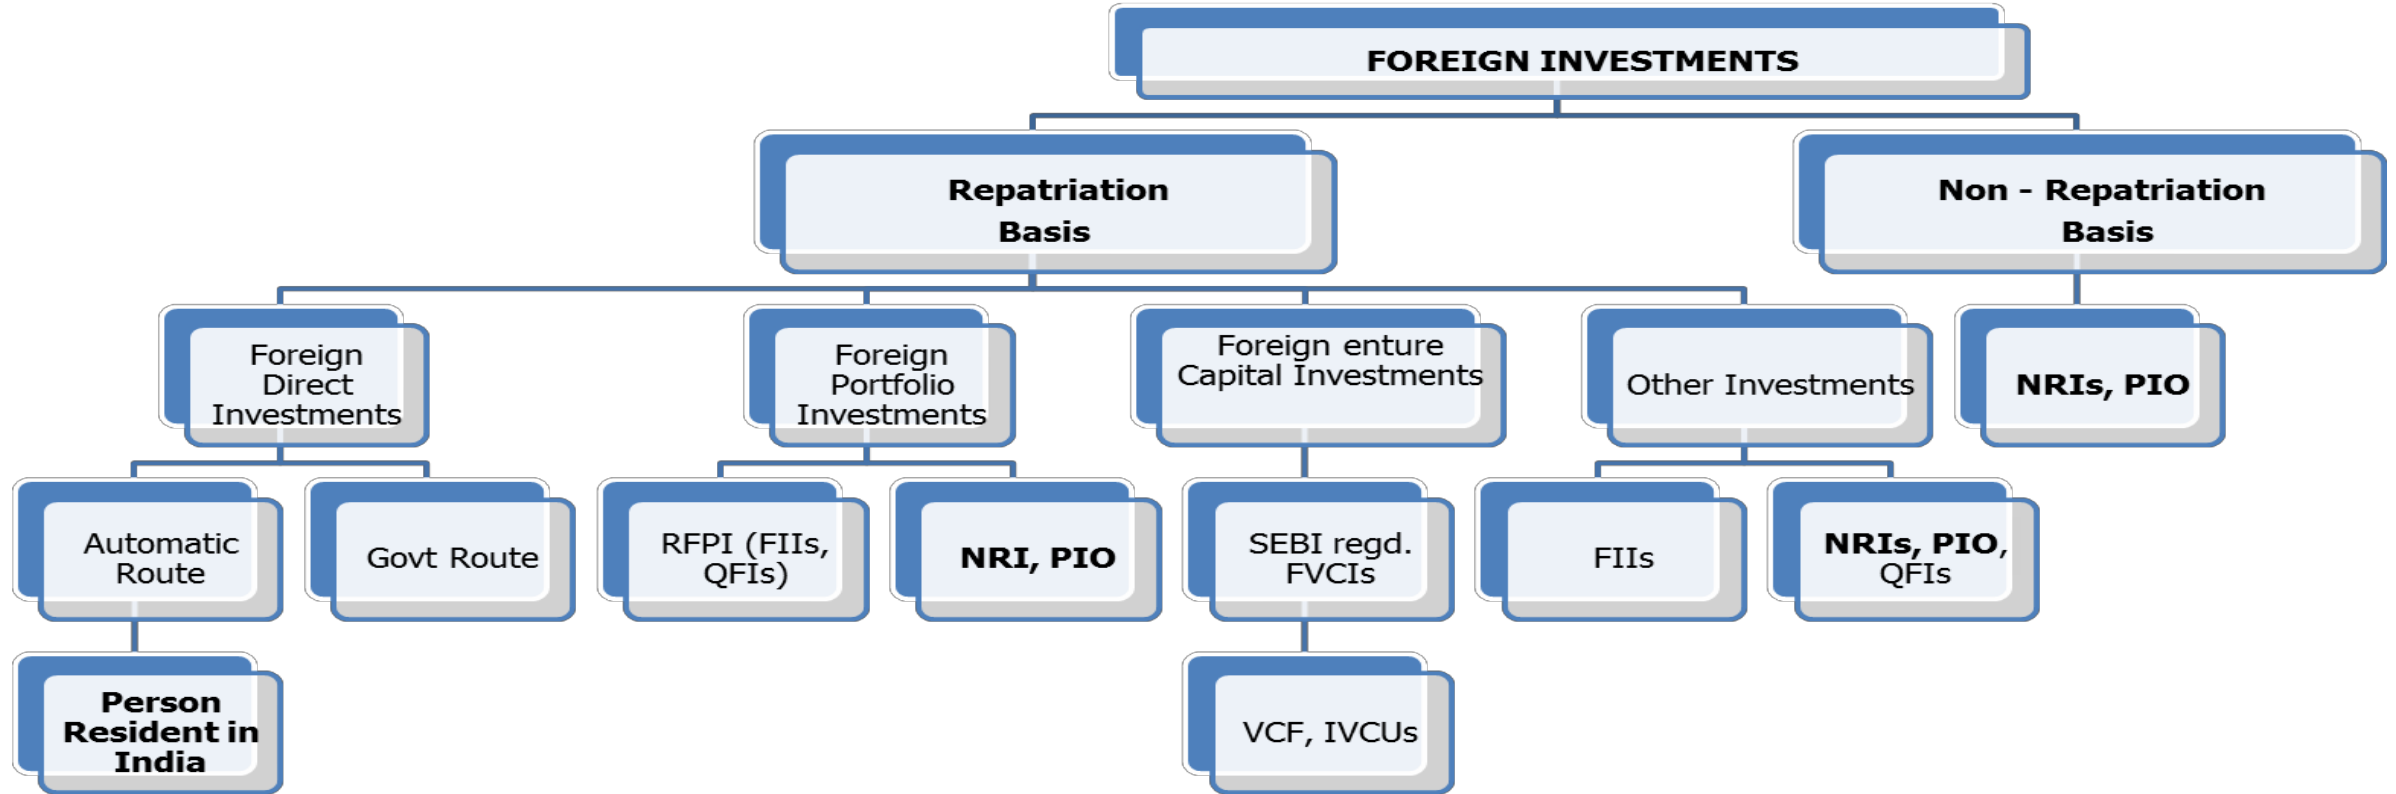 FOREIGN INVESTMENTS
Repatriation
Basis
Non - Repatriation
Basis
Foreign
Direct
Investments
Foreign
Portfolio
Investments
Foreign enture
Capital Investments
Other Investments
NRIs, PIO
Automatic
Route
Govt Route
RFPI (FIIs,
QFIs)
NRI, PIO
SEBI regd.
FVCIs
FIIs
NRIs, PIO,
QFIs
Person
Resident in
India
VCF, IVCUs